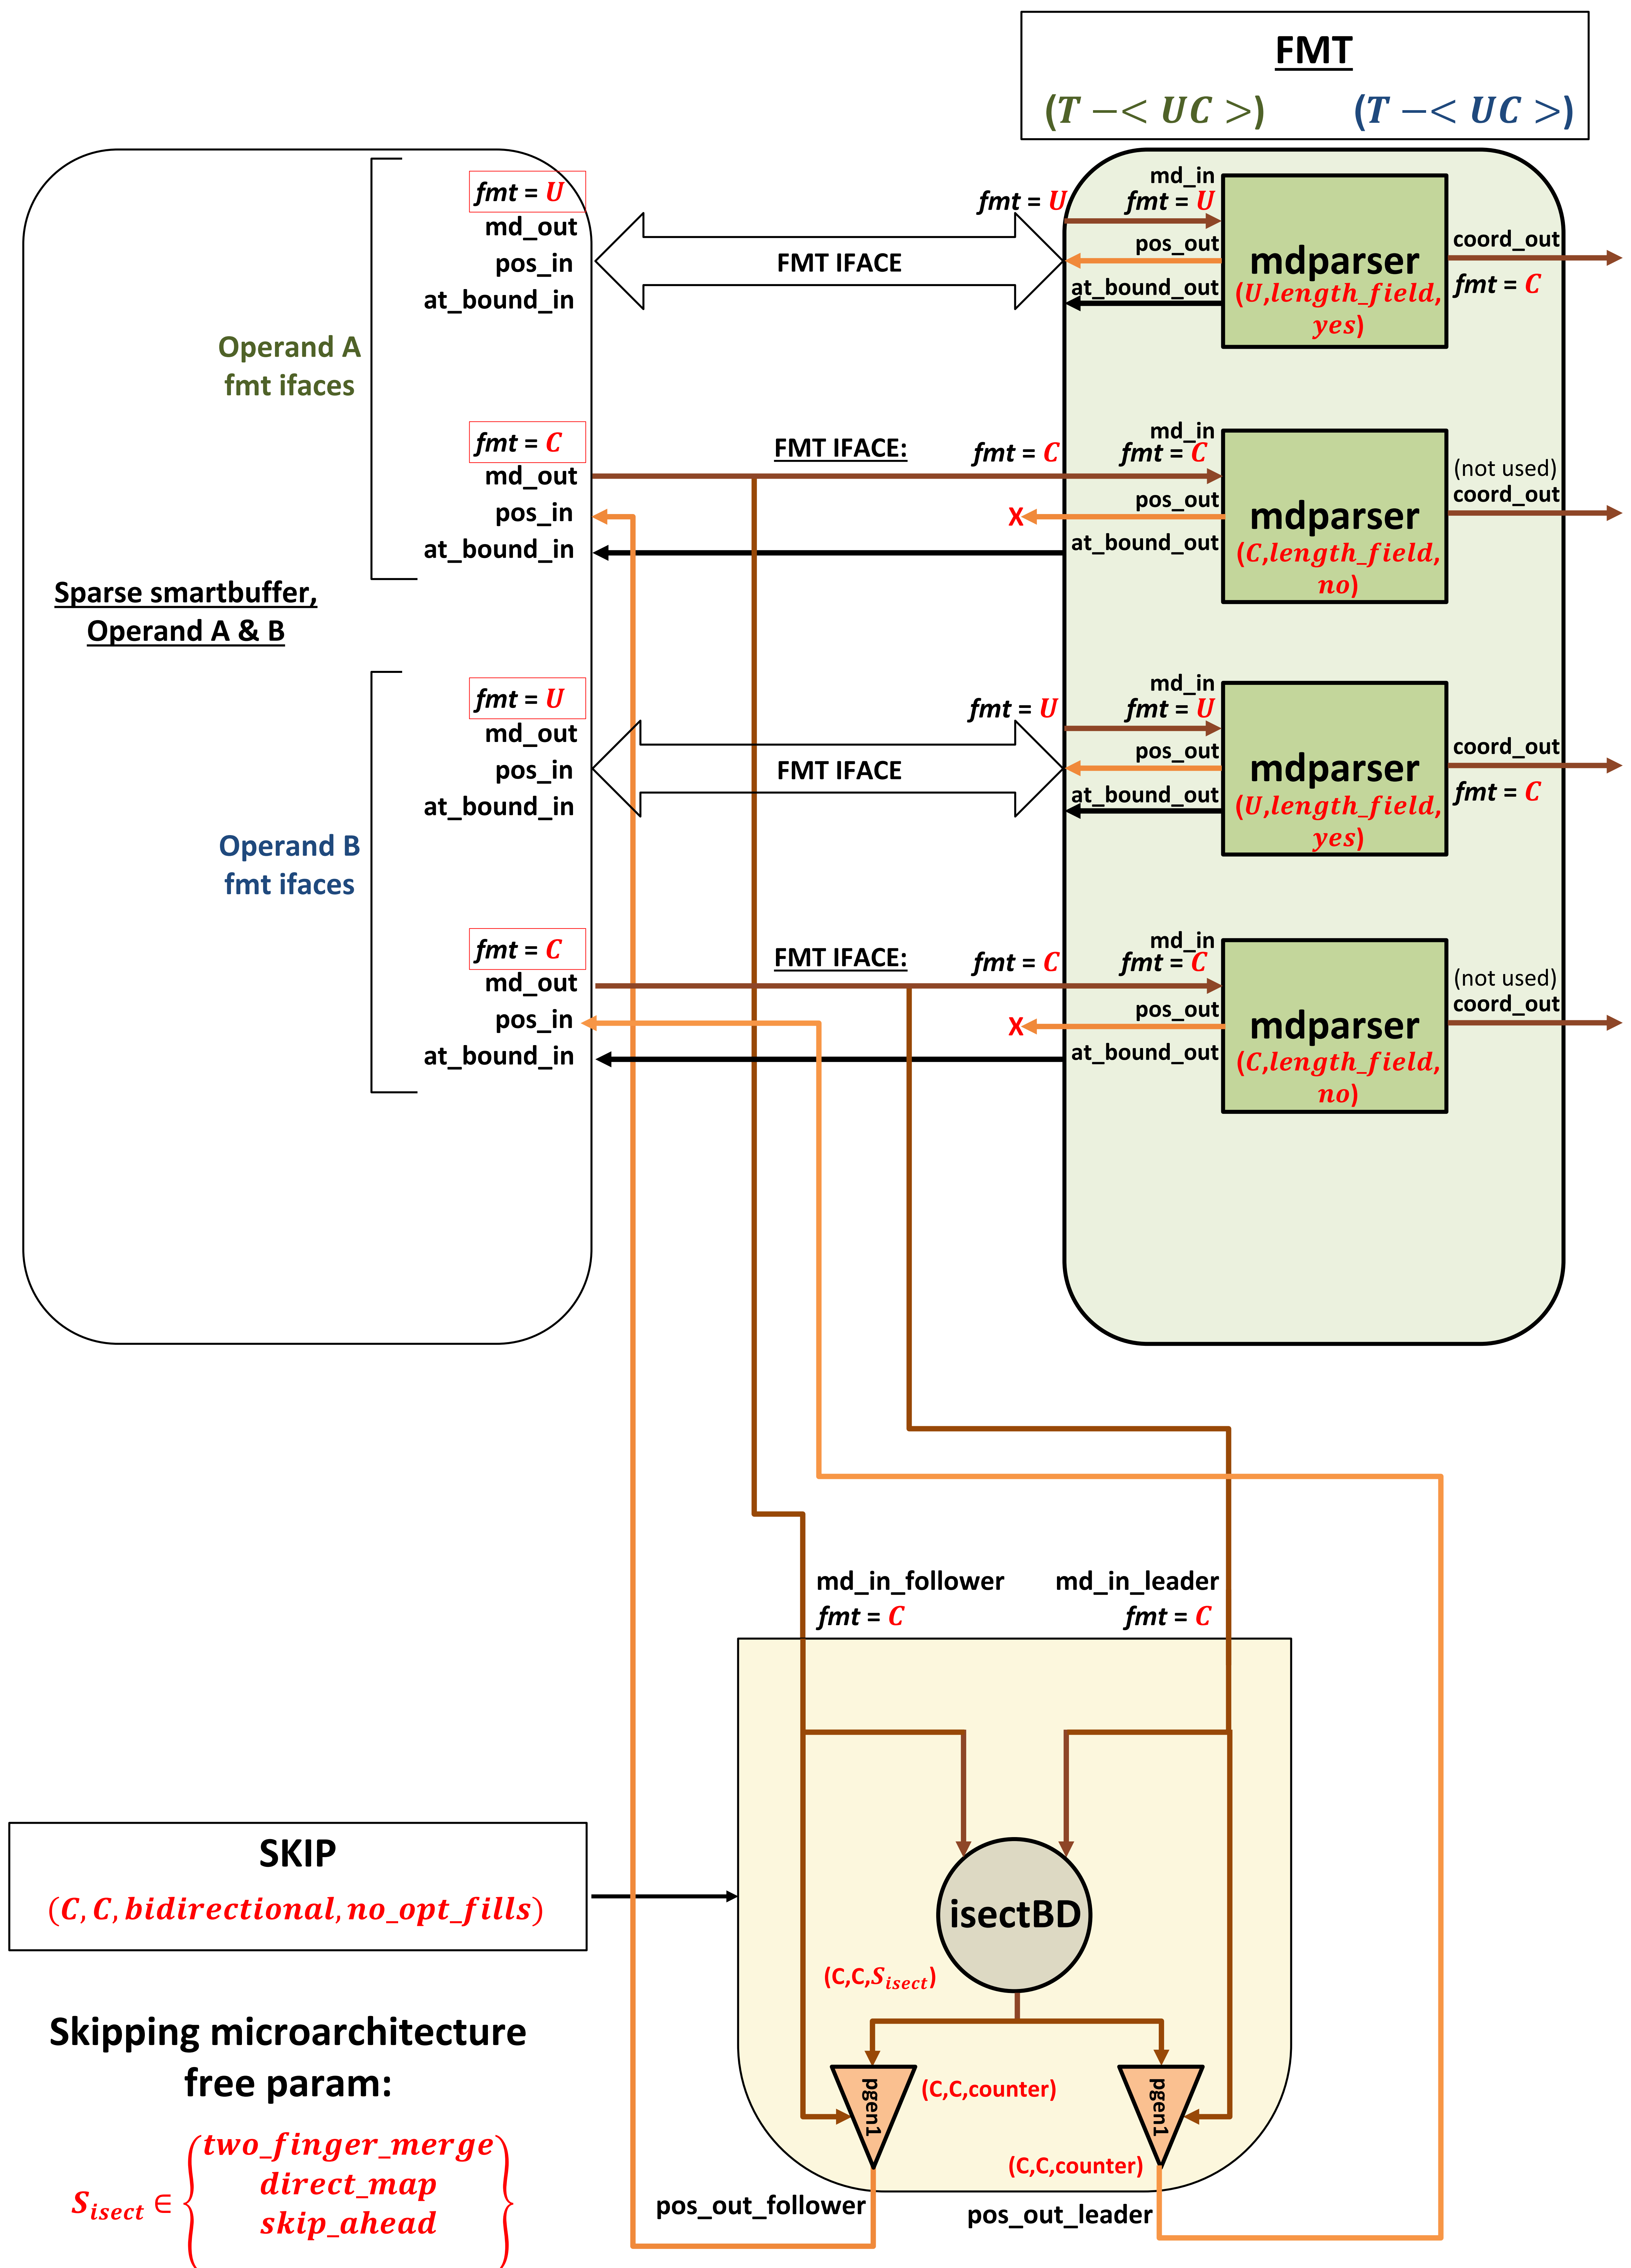 FMT
(T −< UC >) (T −< UC >)
fmt = U
md_out
pos_in
at_bound_in
Operand A
fmt ifaces
fmt = C
md_out
pos_in
at_bound_in
Sparse smartbuffer,
Operand A & B
fmt = U
md_out
pos_in
at_bound_in
Operand B
fmt ifaces
fmt = C
md_out
pos_in
at_bound_in
FMT IFACE
fmt = U
md_in
fmt = U
pos_out
at_bound_out
mdparser
(U,length_field,
yes)
coord_out
fmt = C
FMT IFACE:
fmt = C
md_in
fmt = C
X
pos_out
at_bound_out
mdparser
(C,length_field,
no)
(not used)
coord_out
FMT IFACE
fmt = U
md_in
fmt = U
pos_out
at_bound_out
mdparser
(U,length_field,
yes)
coord_out
fmt = C
FMT IFACE:
fmt = C
md_in
fmt = C
X
pos_out
at_bound_out
mdparser
(C,length_field,
no)
(not used)
coord_out
md_in_follower
fmt = C
md_in_leader
fmt = C
SKIP
(C, C, bidirectional, no_opt_fills)
isectBD
(C,C,S_isect)
pgen1
(C,C,counter)
pgen1
(C,C,counter)
pos_out_follower
pos_out_leader
Skipping microarchitecture
free param:
two_finger_merge
S_isect ∈ { direct_map }
skip_ahead